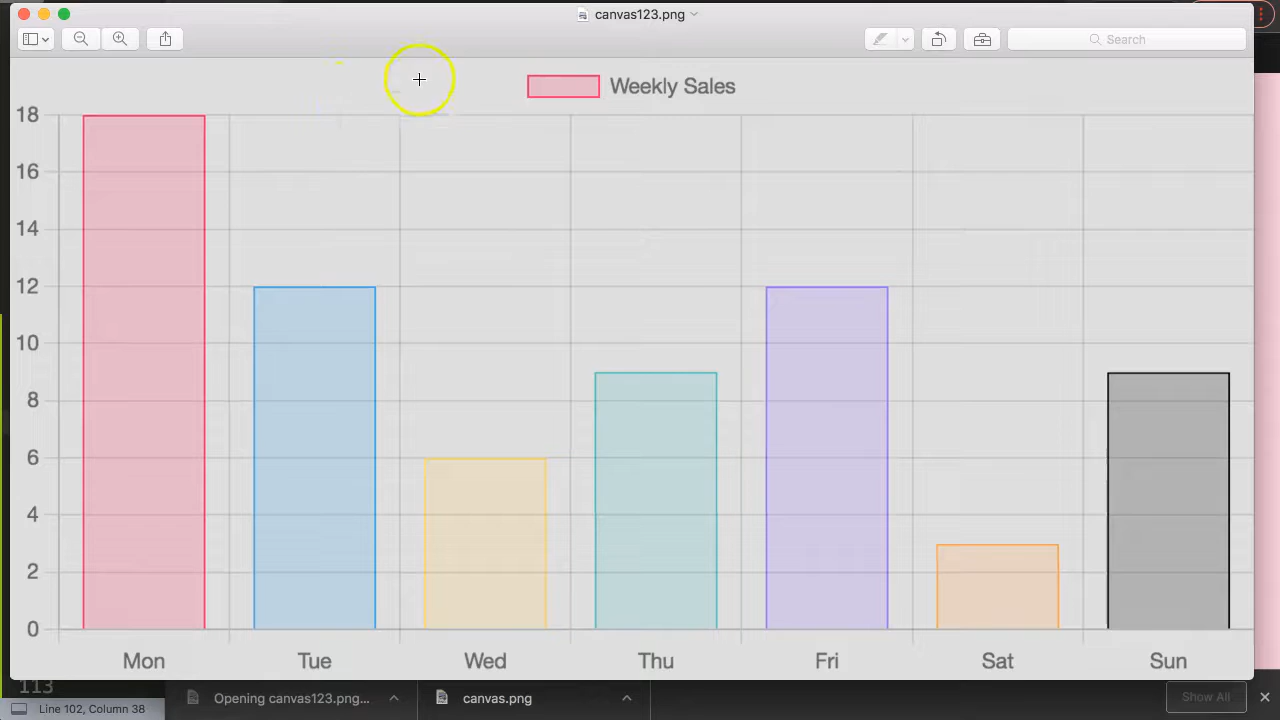 canvas123.png
Search
Weekly Sales
18
16
14
12
10
8
6
4
2
0
Mon Tue Wed Thu Fri Sat Sun
113
Opening canvas123.png... canvas.png Show All
Line 102, Column 38